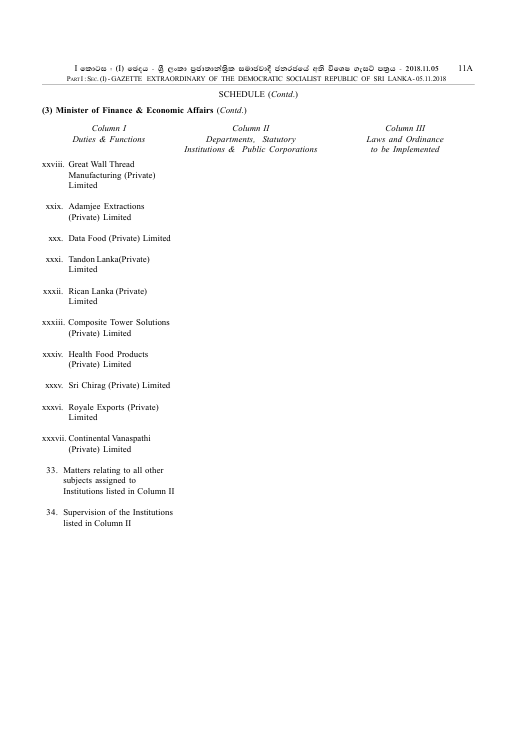 I කොටස - (I) ඡෙදය - ශ්‍රී ලංකා ප්‍රජාතාන්ත්‍රික සමාජවාදී ජනරජයේ අති විශෙෂ ගැසට් පත්‍රය - 2018.11.05 11A
PART I : SEC. (I) - GAZETTE EXTRAORDINARY OF THE DEMOCRATIC SOCIALIST REPUBLIC OF SRI LANKA - 05.11.2018
SCHEDULE (Contd.)
(3) Minister of Finance & Economic Affairs (Contd.)
Column I Column II Column III
Duties & Functions Departments, Statutory Laws and Ordinance
Institutions & Public Corporations to be Implemented
xxviii. Great Wall Thread
Manufacturing (Private)
Limited
xxix. Adamjee Extractions
(Private) Limited
xxx. Data Food (Private) Limited
xxxi. Tandon Lanka(Private)
Limited
xxxii. Rican Lanka (Private)
Limited
xxxiii. Composite Tower Solutions
(Private) Limited
xxxiv. Health Food Products
(Private) Limited
xxxv. Sri Chirag (Private) Limited
xxxvi. Royale Exports (Private)
Limited
xxxvii. Continental Vanaspathi
(Private) Limited
33. Matters relating to all other
subjects assigned to
Institutions listed in Column II
34. Supervision of the Institutions
listed in Column II